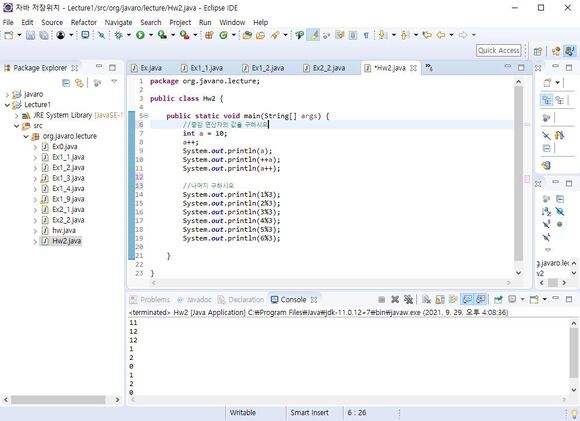 자바 저장위치 - Lecture1/src/org/javaro/lecture/Hw2.java - Eclipse IDE
File Edit Source Refactor Navigate Search Project Run Window Help
Quick Access
Package Explorer
javaro
Lecture1
JRE System Library [JavaSE-1
src
org.javaro.lecture
Ex0.java
Ex1_1.java
Ex1_2.java
Ex1_3.java
Ex1_4.java
Ex1_9.java
Ex2_1.java
Ex2_2.java
hw.java
Hw2.java
Ex.java Ex1_1.java Ex1_2.java Ex2_2.java *Hw2.java
1 package org.javaro.lecture;
2
3 public class Hw2 {
4
5 public static void main(String[] args) {
6 //증감 연산자의 값을 구하시오
7 int a = 10;
8 a++;
9 System.out.println(a);
10 System.out.println(++a);
11 System.out.println(a++);
12
13 //나머지 구하시오
14 System.out.println(1%3);
15 System.out.println(2%3);
16 System.out.println(3%3);
17 System.out.println(4%3);
18 System.out.println(5%3);
19 System.out.println(6%3);
20
21 }
22
23 }
Problems Javadoc Declaration Console
<terminated> Hw2 [Java Application] C:₩Program Files₩Java₩jdk-11.0.12+7₩bin₩javaw.exe (2021. 9. 29. 오후 4:08:36)
11
12
12
1
2
0
1
2
0
Writable Smart Insert 6 : 26